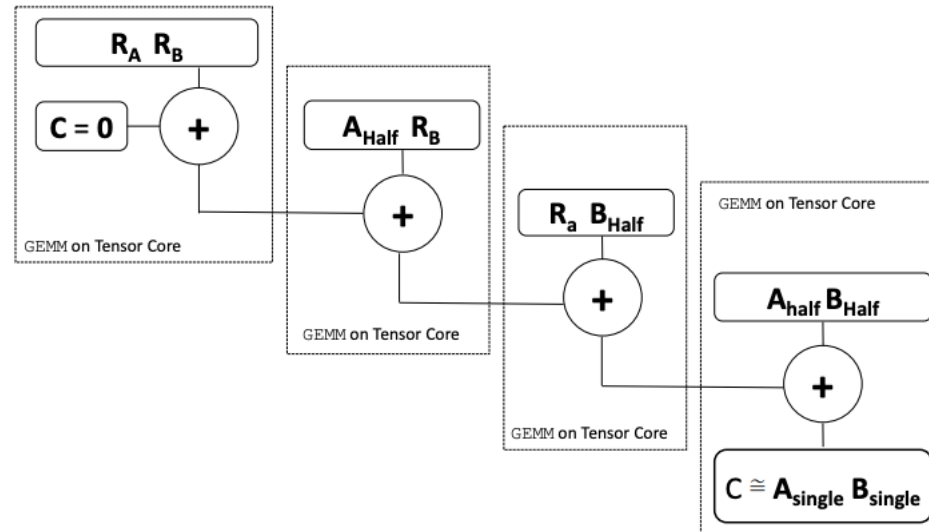 R_A R_B
C = 0
+
GEMM on Tensor Core
A_Half R_B
+
GEMM on Tensor Core
R_a B_Half
+
GEMM on Tensor Core
GEMM on Tensor Core
A_half B_Half
+
C ≅ A_single B_single